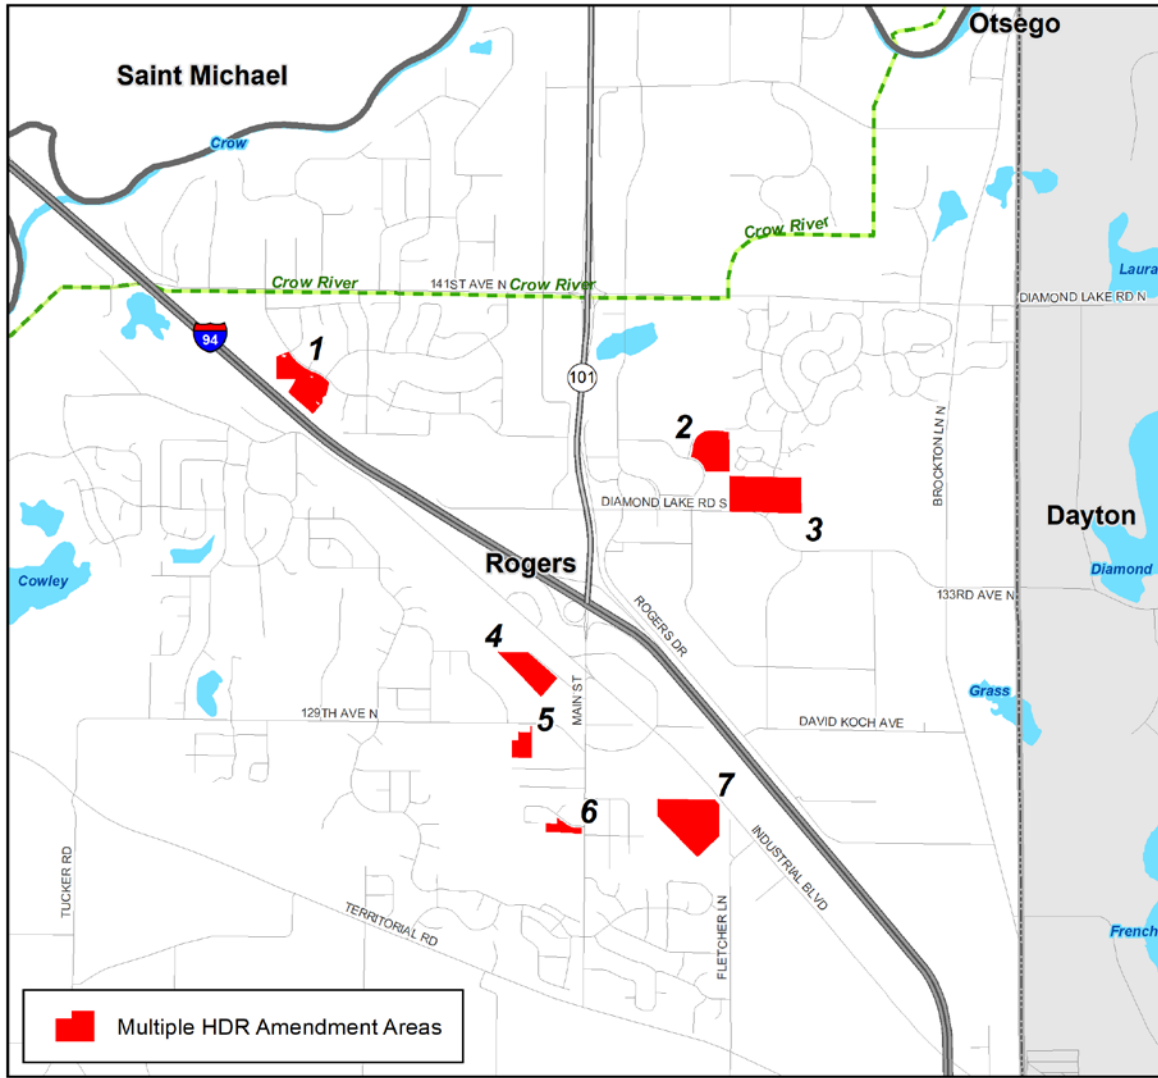 Otsego
Saint Michael
Crow
Crow River
Crow River
141ST AVE N
Crow River
Laura
DIAMOND LAKE RD N
94
1
101
2
BROCKTON LN N
DIAMOND LAKE RD S
3
Dayton
Rogers
Cowley
Diamond
133RD AVE N
ROGERS DR
4
Grass
MAIN ST
129TH AVE N
5
DAVID KOCH AVE
7
6
INDUSTRIAL BLVD
TUCKER RD
TERRITORIAL RD
FLETCHER LN
French
Multiple HDR Amendment Areas